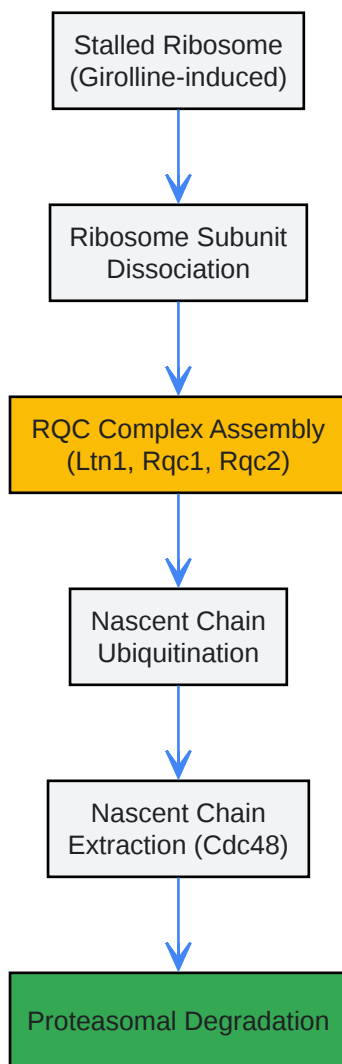 Stalled Ribosome
(Girolline-induced)
Ribosome Subunit
Dissociation
RQC Complex Assembly
(Ltn1, Rqc1, Rqc2)
Nascent Chain
Ubiquitination
Nascent Chain
Extraction (Cdc48)
Proteasomal Degradation